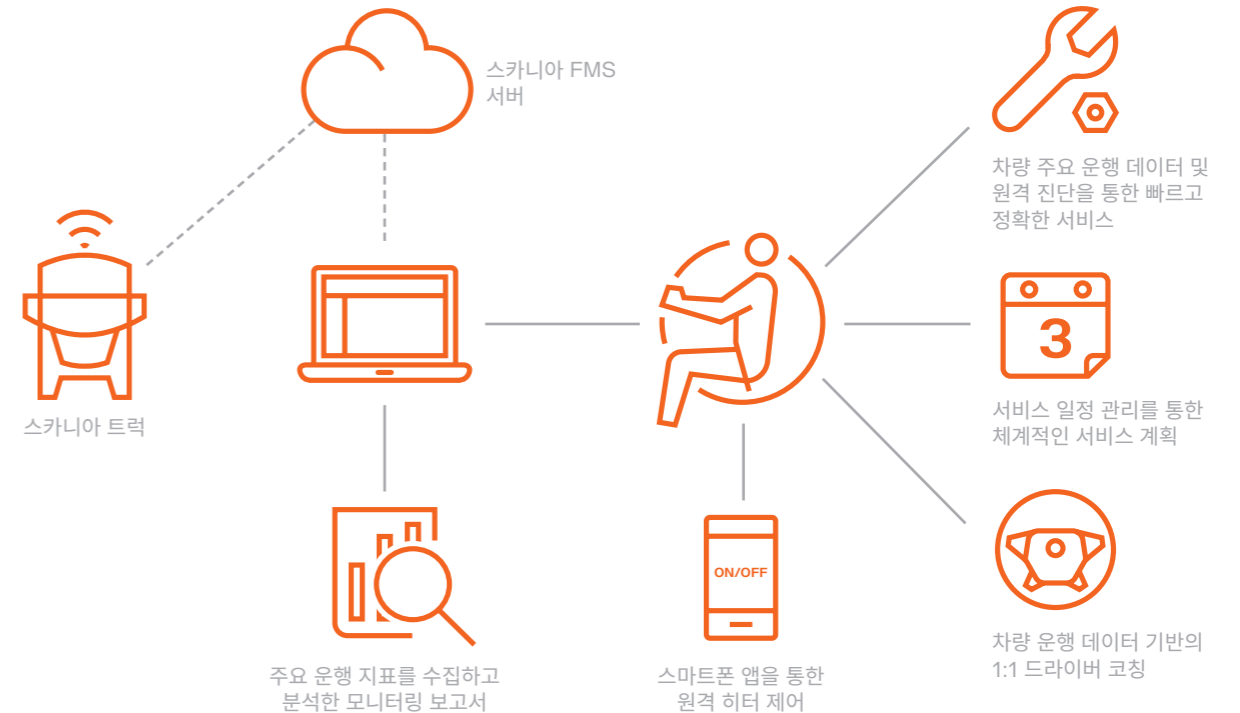 스카니아 FMS
서버
스카니아 트럭
차량 주요 운행 데이터 및
원격 진단을 통한 빠르고
정확한 서비스
3
서비스 일정 관리를 통한
체계적인 서비스 계획
ON/OFF
주요 운행 지표를 수집하고
분석한 모니터링 보고서
스마트폰 앱을 통한
원격 히터 제어
차량 운행 데이터 기반의
1:1 드라이버 코칭